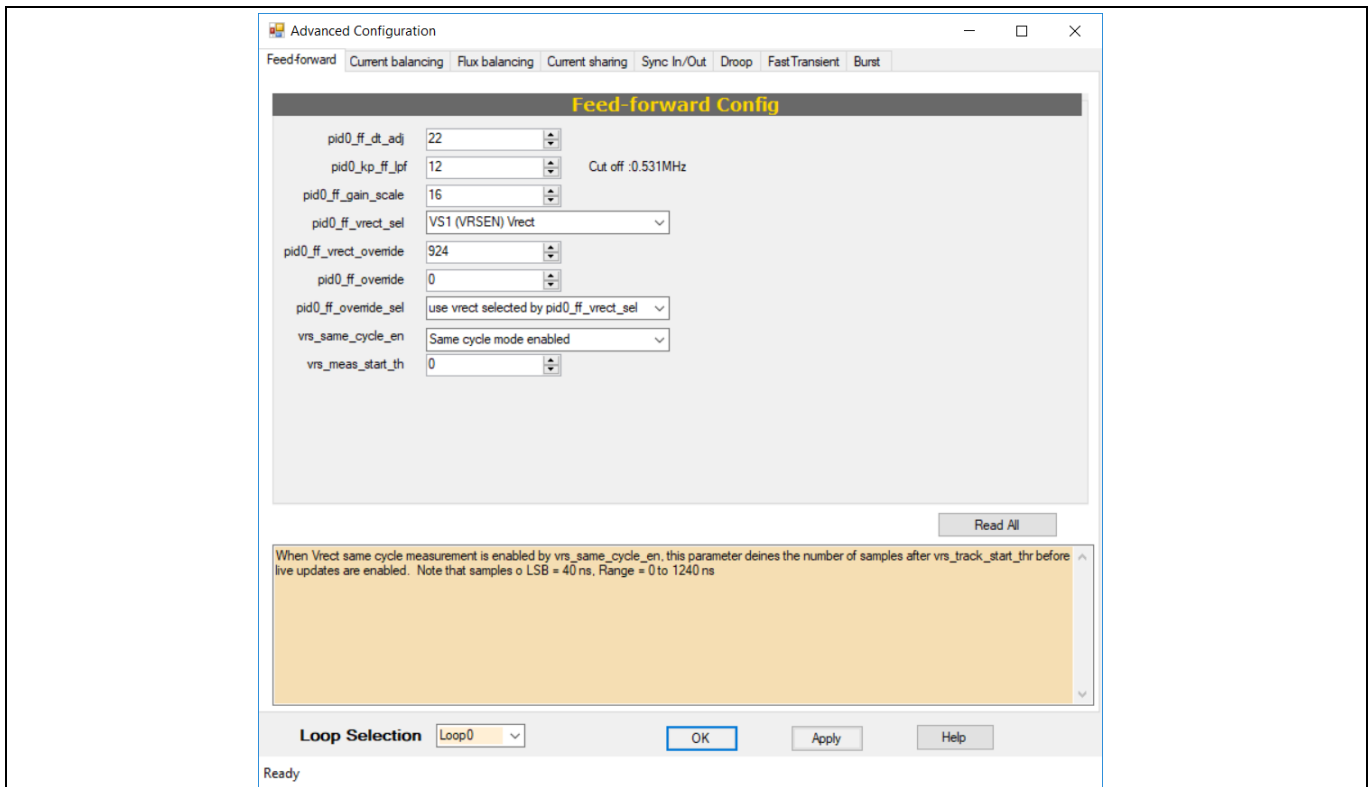 Advanced Configuration
Feed-forward Current balancing Flux balancing Current sharing Sync In/Out Droop FastTransient Burst
Feed-forward Config
pid0_ff_dt_adj 22
pid0_kp_ff_lpf 12 Cut off :0.531MHz
pid0_ff_gain_scale 16
pid0_ff_vrect_sel VS1 (VRSEN) Vrect
pid0_ff_vrect_override 924
pid0_ff_override 0
pid0_ff_override_sel use vrect selected by pid0_ff_vrect_sel
vrs_same_cycle_en Same cycle mode enabled
vrs_meas_start_th 0
Read All
When Vrect same cycle measurement is enabled by vrs_same_cycle_en, this parameter deines the number of samples after vrs_track_start_thr before
live updates are enabled. Note that samples o LSB = 40 ns, Range = 0 to 1240 ns
Loop Selection Loop0 OK Apply Help
Ready